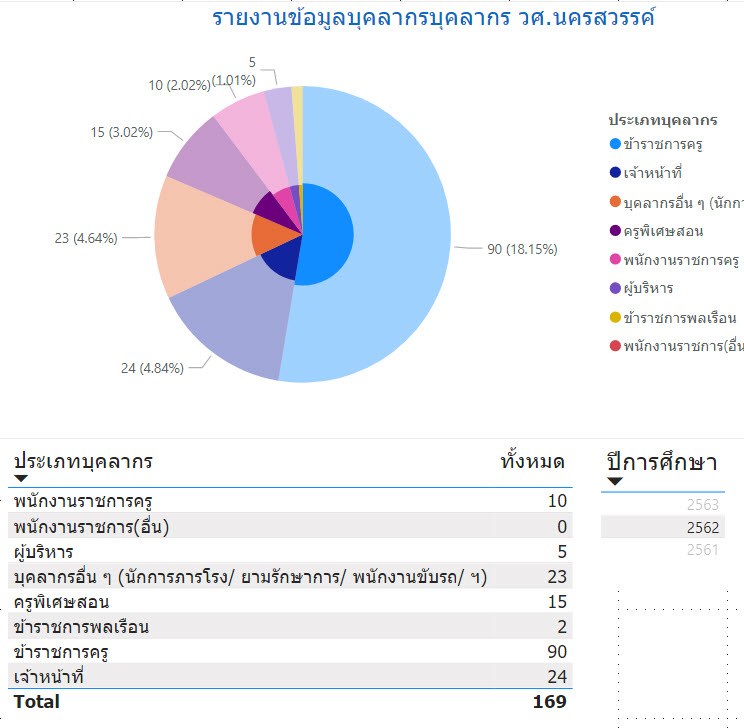 รายงานข้อมูลบุคลากรบุคลากร วศ.นครสวรรค์
5
(1.01%)
10 (2.02%)
15 (3.02%)
23 (4.64%)
24 (4.84%)
90 (18.15%)
ประเภทบุคลากร
ข้าราชการครู
เจ้าหน้าที่
บุคลากรอื่น ๆ (นักกา
ครูพิเศษสอน
พนักงานราชการครู
ผู้บริหาร
ข้าราชการพลเรือน
พนักงานราชการ(อื่น
ประเภทบุคลากร ทั้งหมด
พนักงานราชการครู 10
พนักงานราชการ(อื่น) 0
ผู้บริหาร 5
บุคลากรอื่น ๆ (นักการภารโรง/ ยามรักษาการ/ พนักงานขับรถ/ ฯ) 23
ครูพิเศษสอน 15
ข้าราชการพลเรือน 2
ข้าราชการครู 90
เจ้าหน้าที่ 24
Total 169
ปีการศึกษา
2563
2562
2561